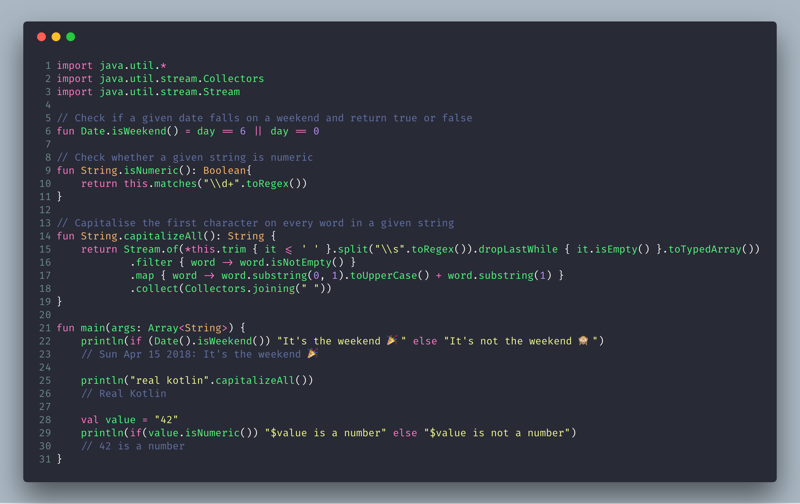 1 import java.util.*
2 import java.util.stream.Collectors
3 import java.util.stream.Stream
4
5 // Check if a given date falls on a weekend and return true or false
6 fun Date.isWeekend() = day == 6 || day == 0
7
8 // Check whether a given string is numeric
9 fun String.isNumeric(): Boolean{
10     return this.matches("\\d+".toRegex())
11 }
12
13 // Capitalise the first character on every word in a given string
14 fun String.capitalizeAll(): String {
15     return Stream.of(*this.trim { it <= ' ' }.split("\\s".toRegex()).dropLastWhile { it.isEmpty() }.toTypedArray())
16             .filter { word -> word.isNotEmpty() }
17             .map { word -> word.substring(0, 1).toUpperCase() + word.substring(1) }
18             .collect(Collectors.joining(" "))
19 }
20
21 fun main(args: Array<String>) {
22     println(if (Date().isWeekend()) "It's the weekend 🎉" else "It's not the weekend 🙈")
23     // Sun Apr 15 2018: It's the weekend 🎉
24
25     println("real kotlin".capitalizeAll())
26     // Real Kotlin
27
28     val value = "42"
29     println(if(value.isNumeric()) "$value is a number" else "$value is not a number")
30     // 42 is a number
31 }